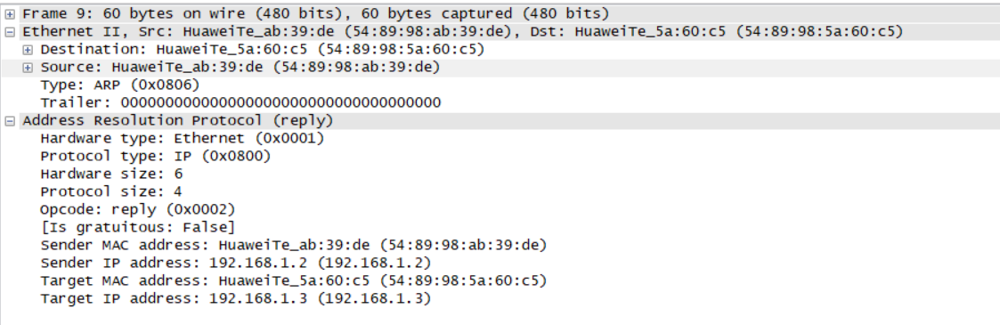 Frame 9: 60 bytes on wire (480 bits), 60 bytes captured (480 bits)
Ethernet II, Src: HuaweiTe_ab:39:de (54:89:98:ab:39:de), Dst: HuaweiTe_5a:60:c5 (54:89:98:5a:60:c5)
Destination: HuaweiTe_5a:60:c5 (54:89:98:5a:60:c5)
Source: HuaweiTe_ab:39:de (54:89:98:ab:39:de)
Type: ARP (0x0806)
Trailer: 000000000000000000000000000000000000
Address Resolution Protocol (reply)
Hardware type: Ethernet (0x0001)
Protocol type: IP (0x0800)
Hardware size: 6
Protocol size: 4
Opcode: reply (0x0002)
[Is gratuitous: False]
Sender MAC address: HuaweiTe_ab:39:de (54:89:98:ab:39:de)
Sender IP address: 192.168.1.2 (192.168.1.2)
Target MAC address: HuaweiTe_5a:60:c5 (54:89:98:5a:60:c5)
Target IP address: 192.168.1.3 (192.168.1.3)